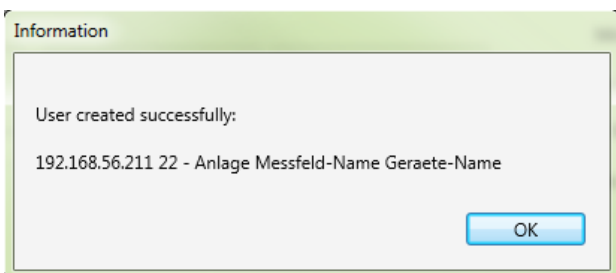 Information
User created successfully:
192.168.56.211 22 - Anlage Messfeld-Name Geraete-Name
OK